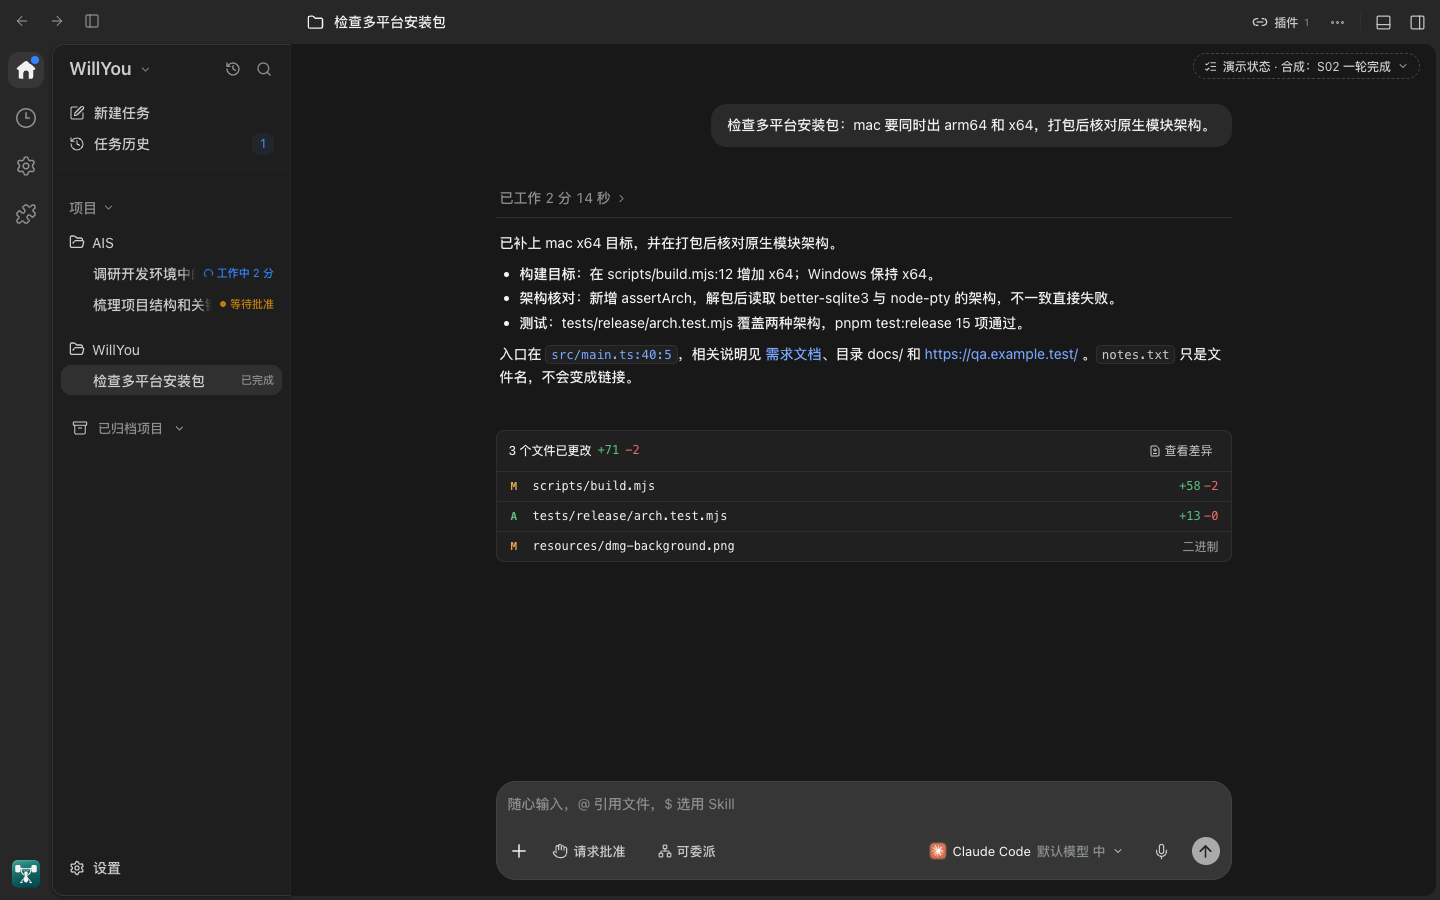 检查多平台安装包
插件 1
WillYou
演示状态 · 合成：S02 一轮完成
新建任务
任务历史 1
检查多平台安装包：mac 要同时出 arm64 和 x64，打包后核对原生模块架构。
项目
AIS
调研开发环境中 工作中 2 分
梳理项目结构和关 等待批准
WillYou
检查多平台安装包 已完成
已归档项目
已工作 2 分 14 秒
已补上 mac x64 目标，并在打包后核对原生模块架构。
• 构建目标：在 scripts/build.mjs:12 增加 x64；Windows 保持 x64。
• 架构核对：新增 assertArch，解包后读取 better-sqlite3 与 node-pty 的架构，不一致直接失败。
• 测试：tests/release/arch.test.mjs 覆盖两种架构，pnpm test:release 15 项通过。
入口在 src/main.ts:40:5，相关说明见 需求文档、目录 docs/ 和 https://qa.example.test/ 。notes.txt 只是文
件名，不会变成链接。
3 个文件已更改 +71 −2 查看差异
M scripts/build.mjs +58 −2
A tests/release/arch.test.mjs +13 −0
M resources/dmg-background.png 二进制
随心输入，@ 引用文件，$ 选用 Skill
请求批准 可委派 Claude Code 默认模型 中
设置